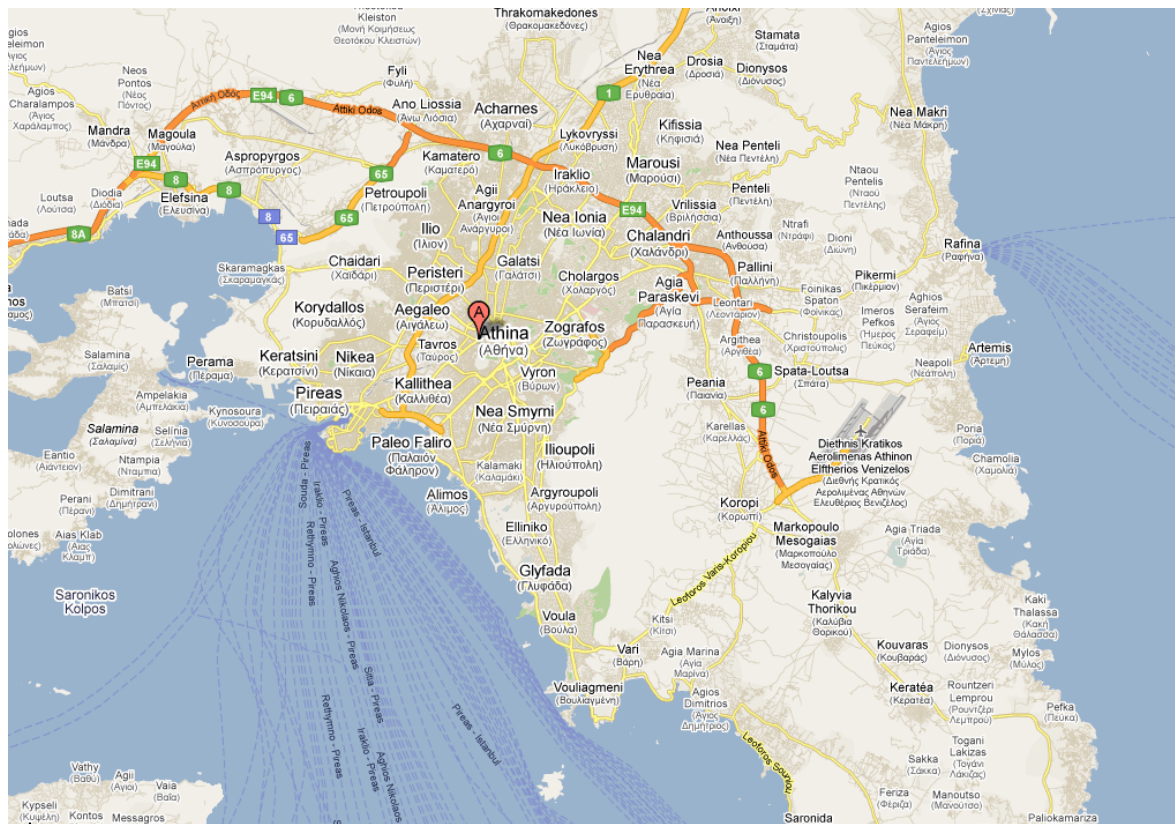 Thrakomakedones
(Θρακομακεδόνες)
Kleiston
(Μονή Κοιμήσεως
Θεοτόκου Κλειστών)
Anoixi
(Άνοιξη)
Stamata
(Σταμάτα)
Agios
Panteleimon
(Άγιος
Παντελεήμων)
Neos
Pontos
(Νέος
Πόντος)
Fyli
(Φυλή)
Nea
Erythrea
(Νέα
Ερυθραία)
Drosia
(Δροσιά)
Dionysos
(Διόνυσος)
Agios
Charalampos
(Άγιος
Χαράλαμπος)
Αττική Οδός
E94
6
Attiki Odos
Ano Liossia
(Άνω Λιόσια)
Acharnes
(Αχαρναί)
1
Nea Makri
(Νέα Μάκρη)
Mandra
(Μάνδρα)
Magoula
(Μαγούλα)
Lykovryssi
(Λυκόβρυση)
Kifissia
(Κηφισιά)
Aspropyrgos
(Ασπρόπυργος)
Kamatero
(Καματερό)
6
Marousi
(Μαρούσι)
Nea Penteli
(Νέα Πεντέλη)
E94
8
65
Iraklio
(Ηράκλειο)
Penteli
(Πεντέλη)
Ntaou
Pentelis
(Νταού
Πεντέλης)
Loutsa
(Λούτσα)
Diodia
(Διόδια)
Elefsina
(Ελευσίνα)
8
Petroupoli
(Πετρούπολη)
Agii
Anargyroi
(Άγιοι
Ανάργυροι)
E94
Vrilissia
(Βριλήσσια)
8
65
65
Nea Ionia
(Νέα Ιωνία)
8A
Ilio
(Ίλιον)
Chalandri
(Χαλάνδρι)
Anthoussa
(Ανθούσα)
Ntrafi
(Ντράφι)
Dioni
(Διώνη)
Rafina
(Ραφήνα)
Skaramagkas
(Σκαραμαγκάς)
Chaidari
(Χαϊδάρι)
Peristeri
(Περιστέρι)
Galatsi
(Γαλάτσι)
Cholargos
(Χολαργός)
Pallini
(Παλλήνη)
Pikermi
(Πικέρμιον)
Batsi
(Μπατσί)
Agia
Paraskevi
(Αγία
Παρασκευή)
Foinikas
Spaton
(Φοίνικας)
Korydallos
(Κορυδαλλός)
Aegaleo
(Αιγάλεω)
A
Leontari
(Λεοντάριον)
Imeros
Pefkos
(Ήμερος
Πεύκος)
Agheios
Serafeim
(Άγιος
Σεραφείμ)
Athina
(Αθήνα)
Zografos
(Ζωγράφος)
Argithea
(Αργιθέα)
Christoupolis
(Χριστούπολις)
Artemis
(Άρτεμη)
Salamina
(Σαλαμίς)
Perama
(Πέραμα)
Keratsini
(Κερατσίνι)
Nikea
(Νίκαια)
Tavros
(Ταύρος)
Vyron
(Βύρων)
6
Spata-Loutsa
(Σπάτα)
Neapoli
(Νεάπολη)
Ampelakia
(Αμπελάκια)
Pireas
(Πειραιάς)
Kallithea
(Καλλιθέα)
Peania
(Παιανία)
6
Kynosoura
(Κυνόσουρα)
Nea Smyrni
(Νέα Σμύρνη)
Salamina
(Σαλαμίνα)
Selinia
(Σελήνια)
Karellas
(Καρελλάς)
Poria
(Ποριά)
Paleo Faliro
(Παλαιόν
Φάληρον)
Ilioupoli
(Ηλιούπολη)
Attiki Odos
Diethnis Kratikos
Aerolimenas Athinon
Elftherios Venizelos
(Διεθνής Κρατικός
Αερολιμένας Αθηνών
Ελευθέριος Βενιζέλος)
Eantio
(Αιάντειον)
Ntampia
(Ντάμπια)
Kalamaki
(Καλαμάκι)
Chamolia
(Χαμολιά)
Dimitrani
(Δημητράνι)
Perani
(Πέρανι)
Alimos
(Άλιμος)
Argyroupoli
(Αργυρούπολη)
Koropi
(Κορωπί)
Aias Klab
(Αίας
Κλαμπ)
Elliniko
(Ελληνικό)
Markopoulo
Mesogaias
(Μαρκόπουλο
Μεσογαίας)
Agia Triada
(Αγία
Τριάδα)
Glyfada
(Γλυφάδα)
Leoforos Varis-Koropiou
Saronikos
Kolpos
Kalyvia
Thorikou
(Καλύβια
Θορικού)
Kaki
Thalassa
(Κακή
Θάλασσα)
Voula
(Βούλα)
Kitsi
(Κίτσι)
Vari
(Βάρη)
Agia Marina
(Αγία
Μαρίνα)
Kouvaras
(Κουβαράς)
Dionysos
(Διόνυσος)
Mylos
(Μύλος)
Vouliagmeni
(Βουλιαγμένη)
Agios
Dimitrios
(Άγιος
Δημήτριος)
Keratéa
(Κερατέα)
Rountzeri
Lemprou
(Ρουντζέρι
Λεμπρού)
Pefka
(Πεύκα)
Leoforos Souniou
Togani
Lakizas
(Τογάνι
Λάκιζας)
Sakka
(Σάκκα)
Feriza
(Φέριζα)
Manoutso
(Μανούτσο)
Saronida
Paliokamariza
Vathy
(Βαθύ)
Agii
(Άγιοι)
Vaia
(Βαΐα)
Kypseli
(Κυψέλη)
Kontos
Messagros
Iraklio - Pireas
Rethymno - Pireas
Aghios Nikolaos - Pireas
Pireas - Istanbul
Sitia - Pireas
Rethymno - Pireas
Iraklio - Pireas
Aghios Nikolaos
Pireas - Istanbul